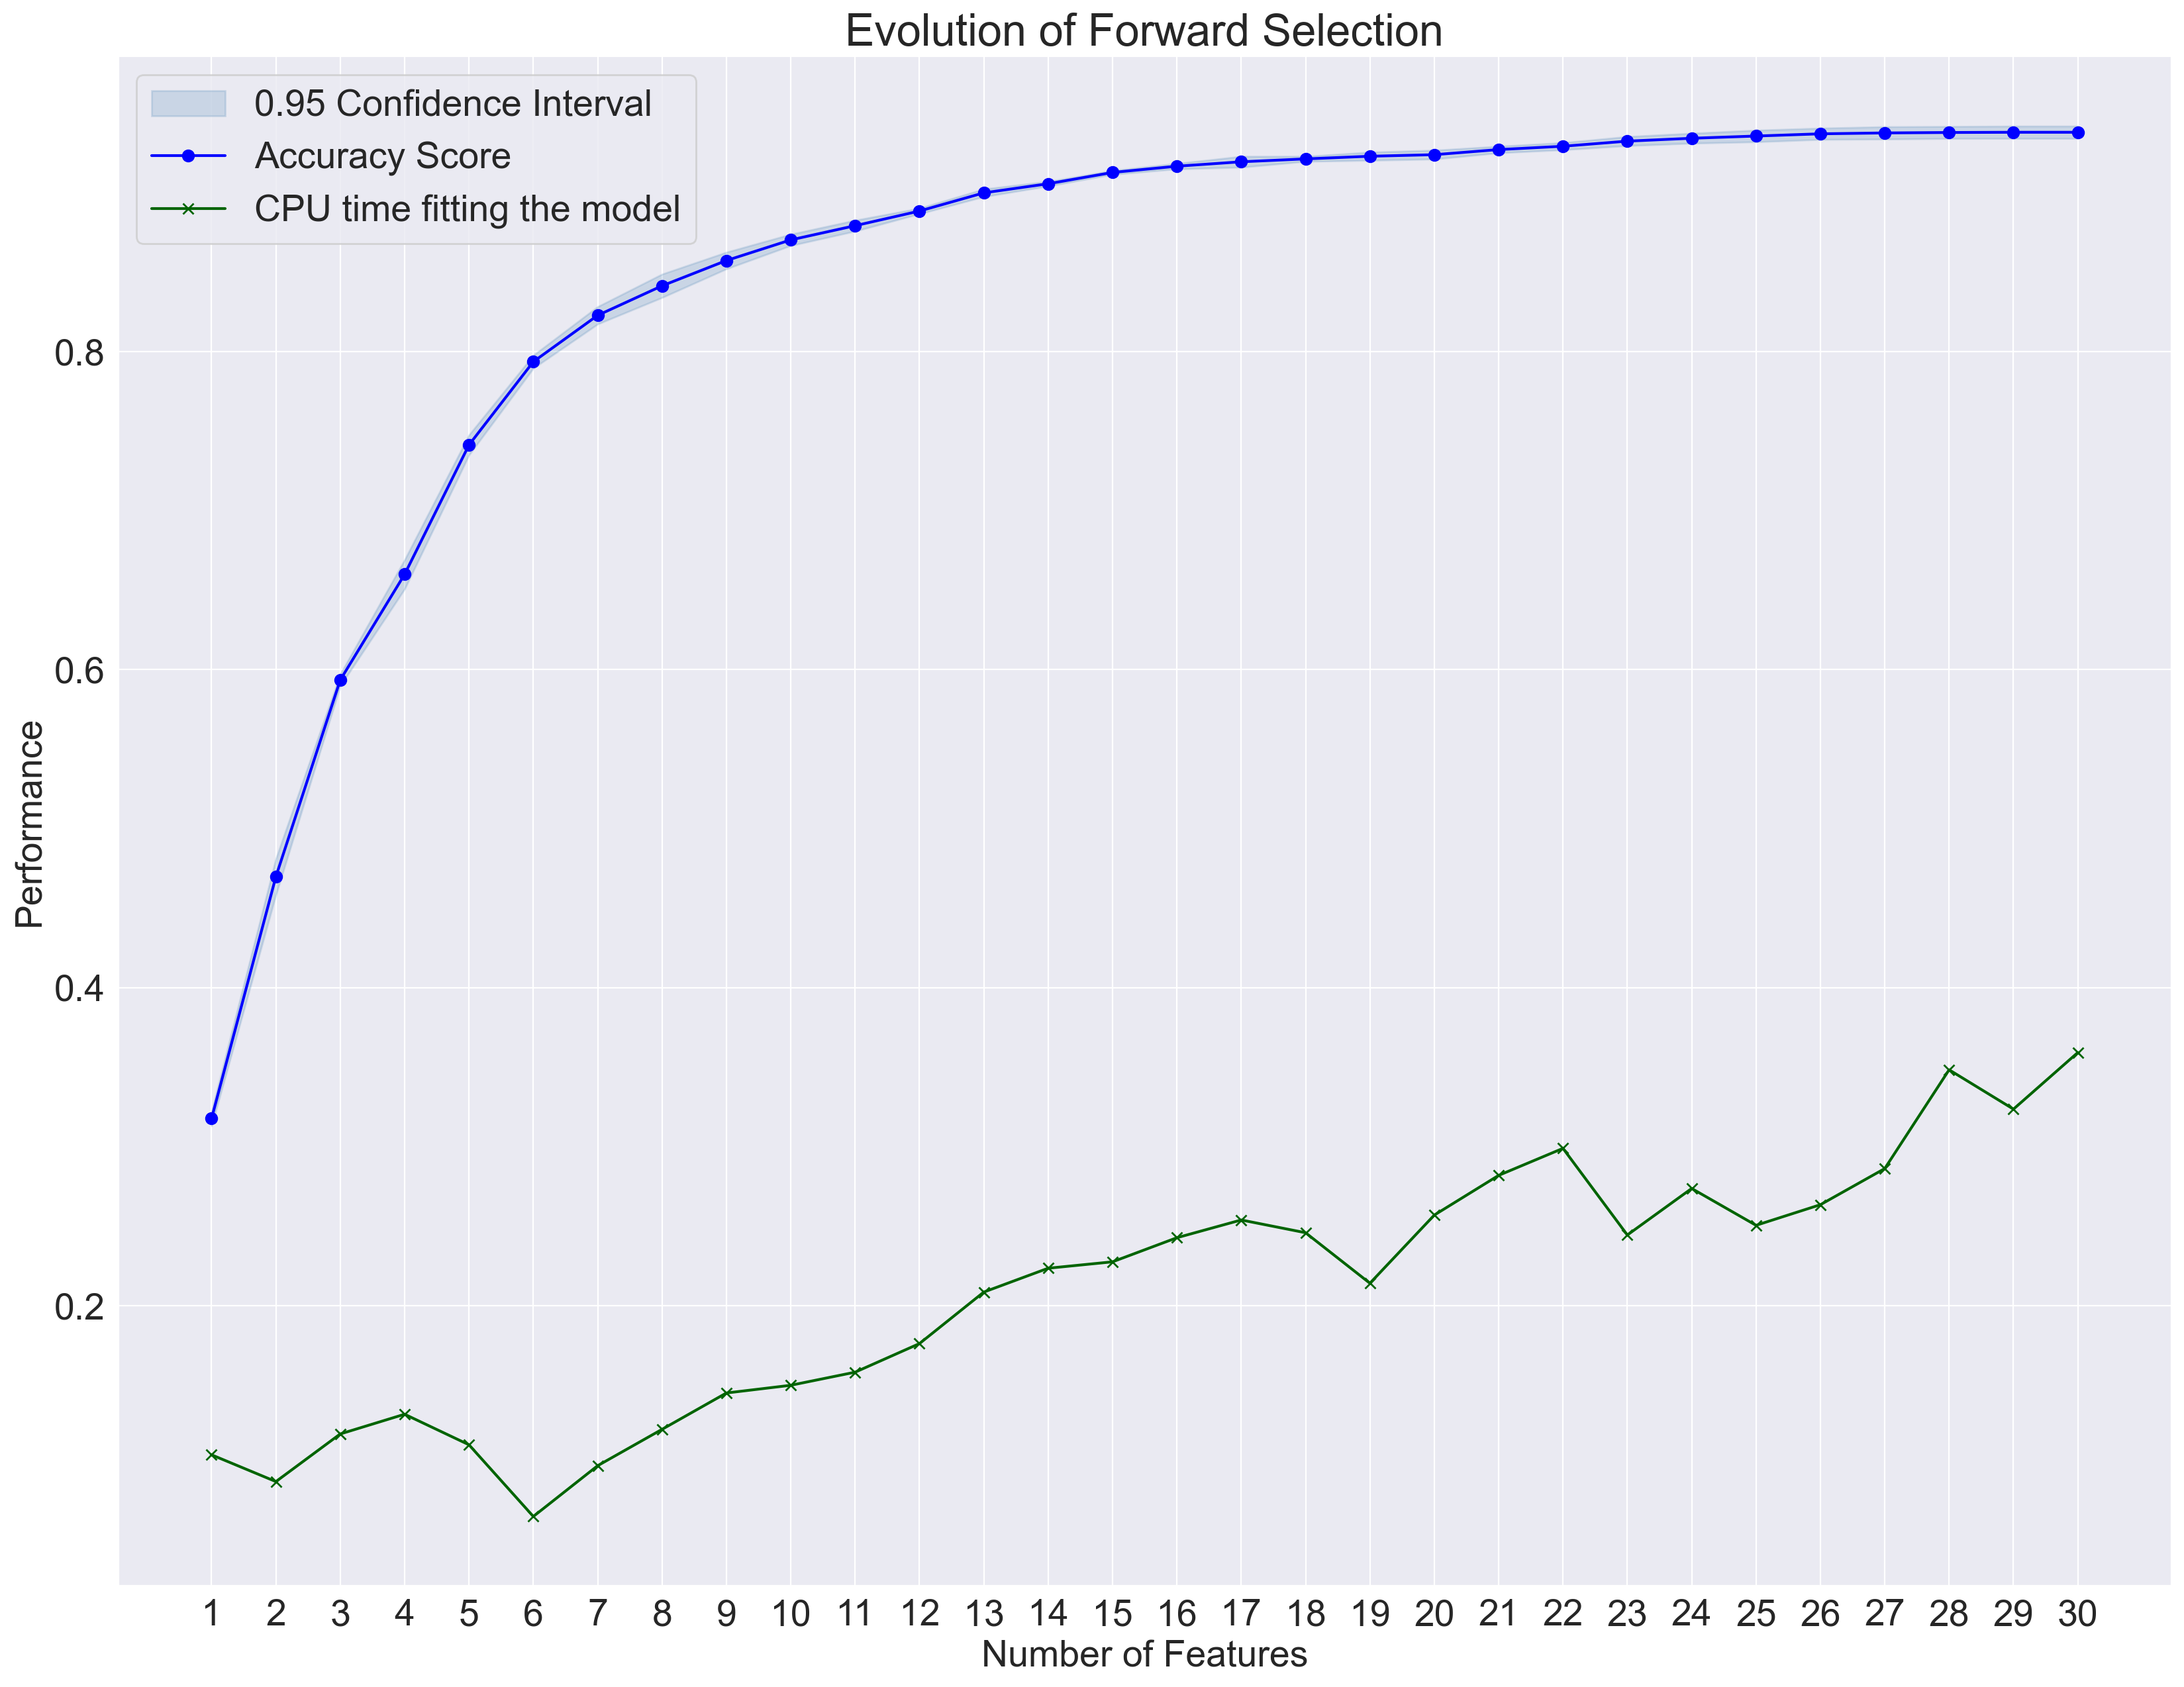 Evolution of Forward Selection
0.95 Confidence Interval
Accuracy Score
CPU time fitting the model
Performance
0.8
0.6
0.4
0.2
1 2 3 4 5 6 7 8 9 10 11 12 13 14 15 16 17 18 19 20 21 22 23 24 25 26 27 28 29 30
Number of Features